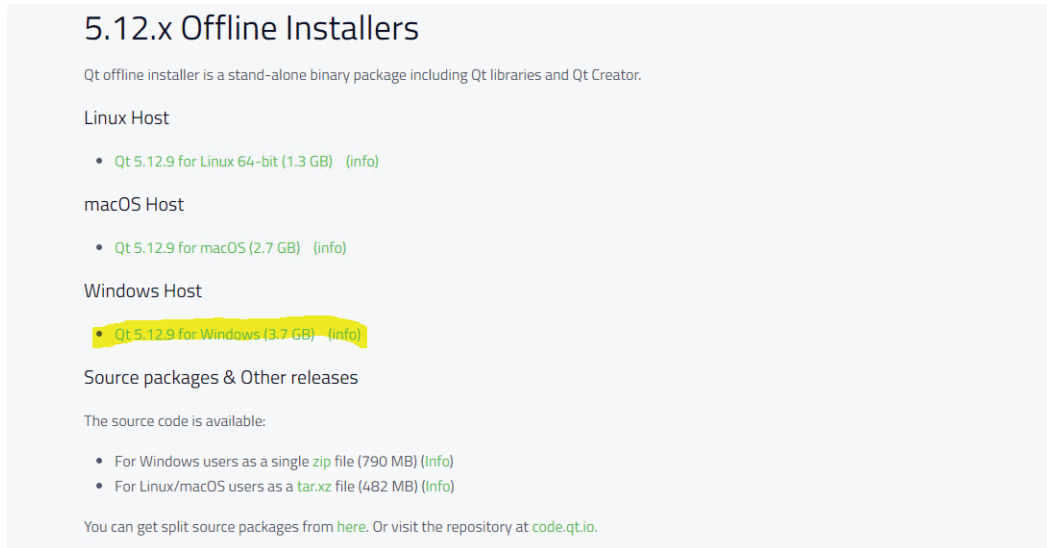 5.12.x Offline Installers
Qt offline installer is a stand-alone binary package including Qt libraries and Qt Creator.
Linux Host
• Qt 5.12.9 for Linux 64-bit (1.3 GB) (info)
macOS Host
• Qt 5.12.9 for macOS (2.7 GB) (info)
Windows Host
• Qt 5.12.9 for Windows (3.7 GB) (info)
Source packages & Other releases
The source code is available:
• For Windows users as a single zip file (790 MB) (Info)
• For Linux/macOS users as a tar.xz file (482 MB) (Info)
You can get split source packages from here. Or visit the repository at code.qt.io.